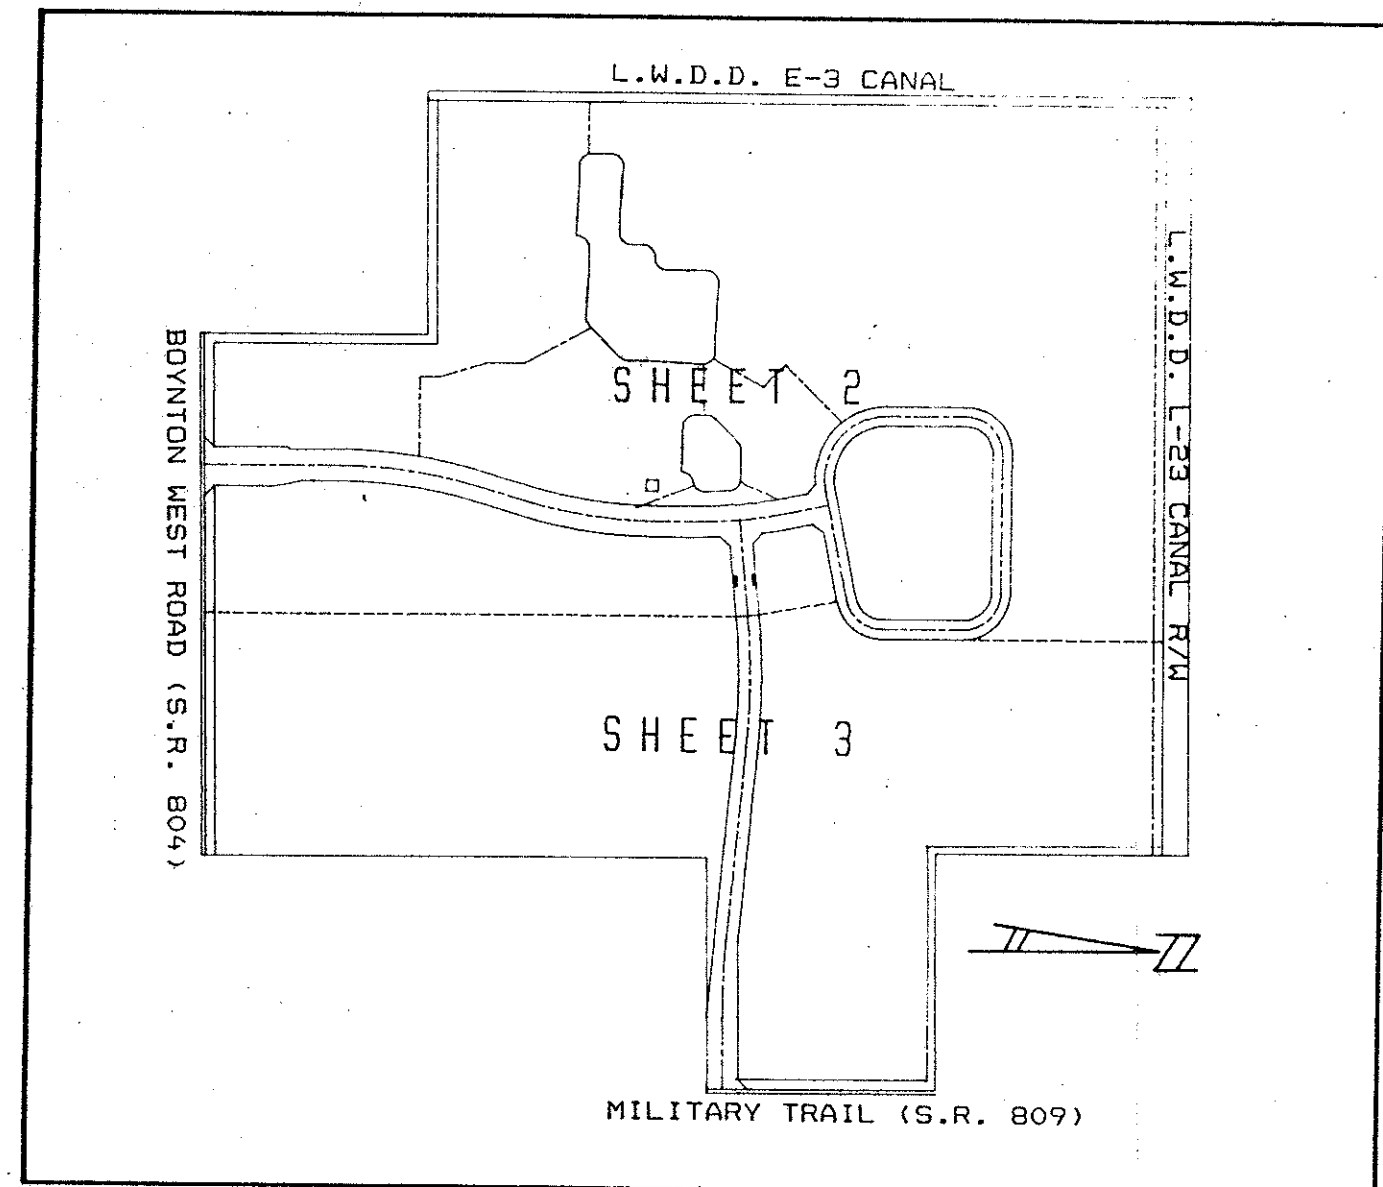 L.W.D.D. E-3 CANAL
L.W.D.D. L-23 CANAL R/W
BOYNTON WEST ROAD (S.R. 804)
SHEET 2
SHEET 3
N
MILITARY TRAIL (S.R. 809)